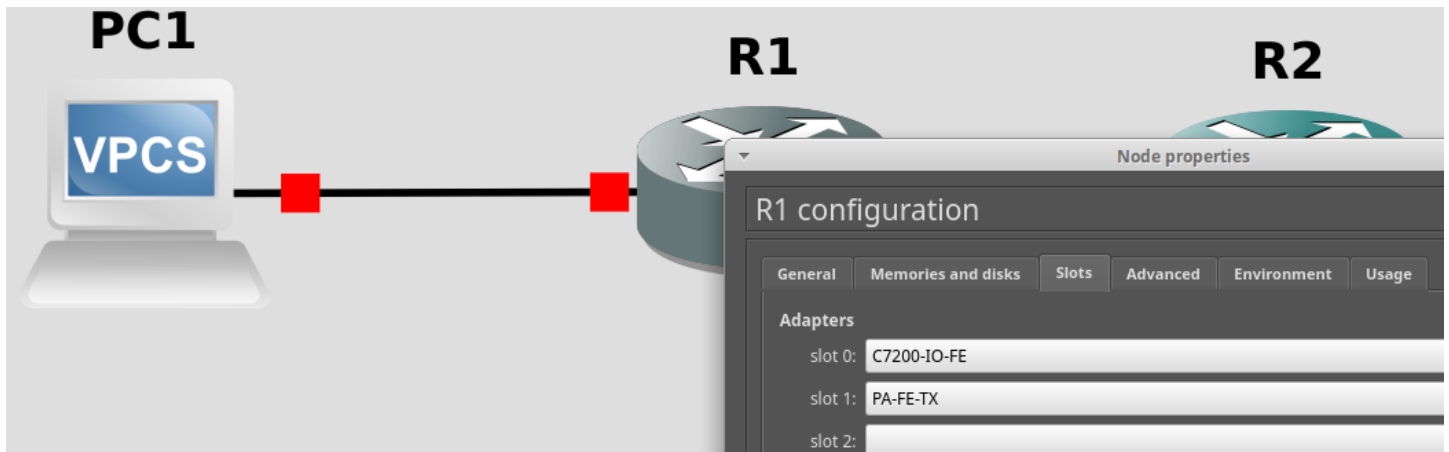 PC1
R1
R2
VPCS
Node properties
R1 configuration
General Memories and disks Slots Advanced Environment Usage
Adapters
slot 0: C7200-IO-FE
slot 1: PA-FE-TX
slot 2: